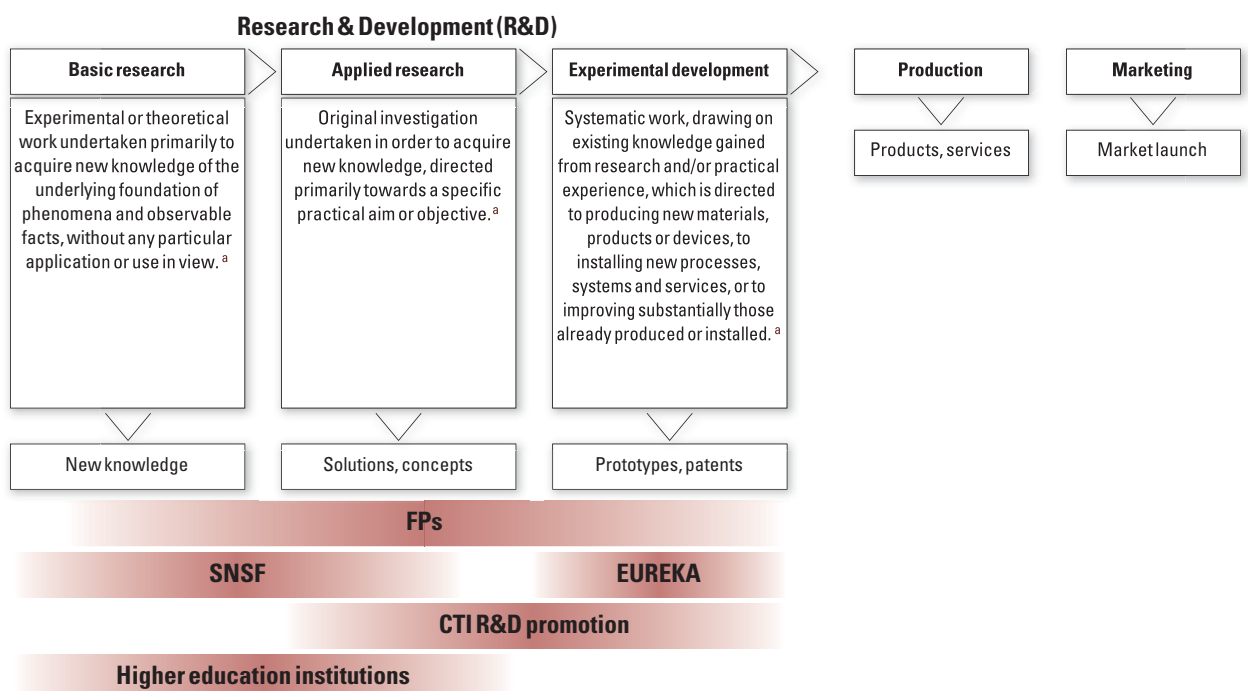 Research & Development (R&D)
Basic research
Applied research
Experimental development
Production
Marketing
Experimental or theoretical
work undertaken primarily to
acquire new knowledge of the
underlying foundation of
phenomena and observable
facts, without any particular
application or use in view. a
Original investigation
undertaken in order to acquire
new knowledge, directed
primarily towards a specific
practical aim or objective. a
Systematic work, drawing on
existing knowledge gained
from research and/or practical
experience, which is directed
to producing new materials,
products or devices, to
installing new processes,
systems and services, or to
improving substantially those
already produced or installed. a
Products, services
Market launch
New knowledge
Solutions, concepts
Prototypes, patents
FPs
SNSF
EUREKA
CTI R&D promotion
Higher education institutions